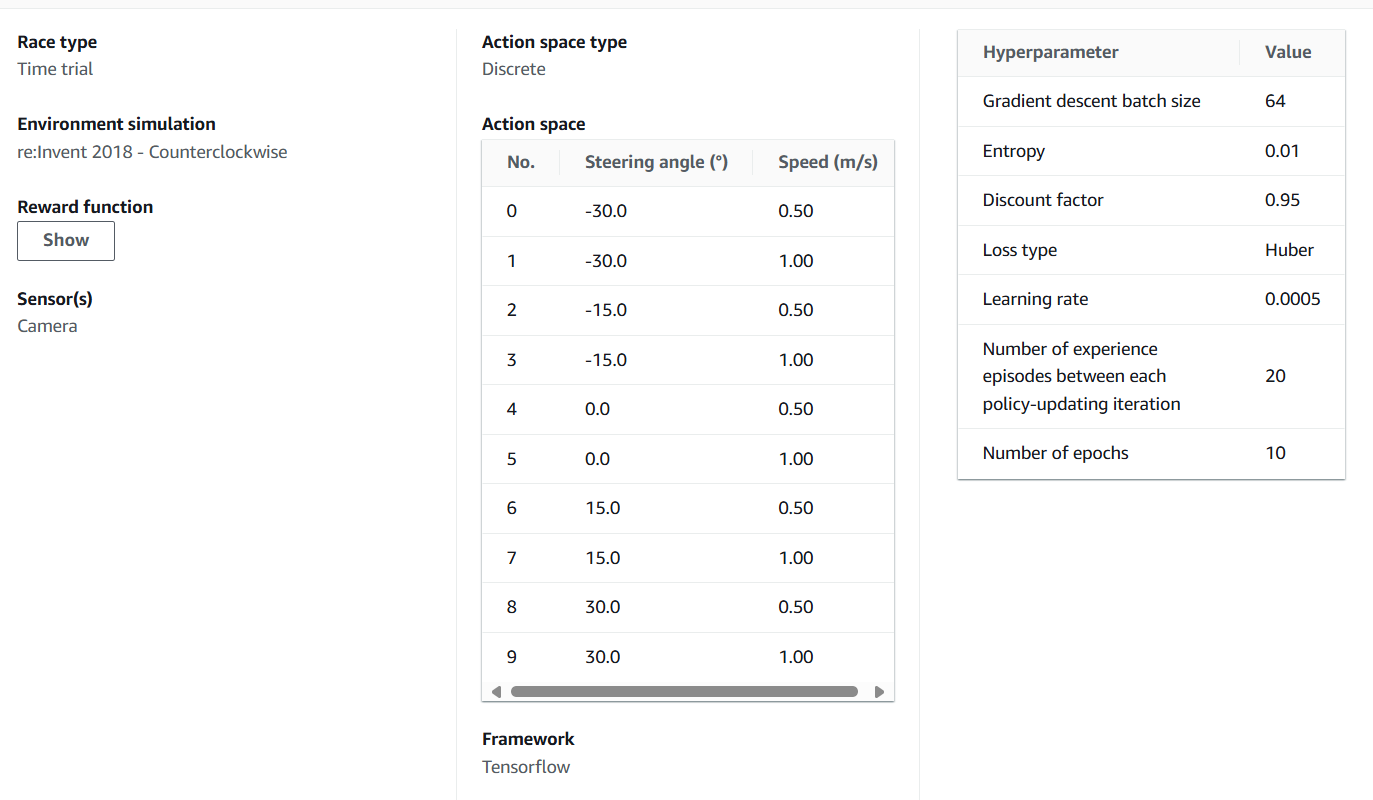 Race type
Time trial
Environment simulation
re:Invent 2018 - Counterclockwise
Reward function
Show
Sensor(s)
Camera
Action space type
Discrete
Action space
No. Steering angle (°) Speed (m/s)
0 -30.0 0.50
1 -30.0 1.00
2 -15.0 0.50
3 -15.0 1.00
4 0.0 0.50
5 0.0 1.00
6 15.0 0.50
7 15.0 1.00
8 30.0 0.50
9 30.0 1.00
Framework
Tensorflow
Hyperparameter Value
Gradient descent batch size 64
Entropy 0.01
Discount factor 0.95
Loss type Huber
Learning rate 0.0005
Number of experience
episodes between each 20
policy-updating iteration
Number of epochs 10